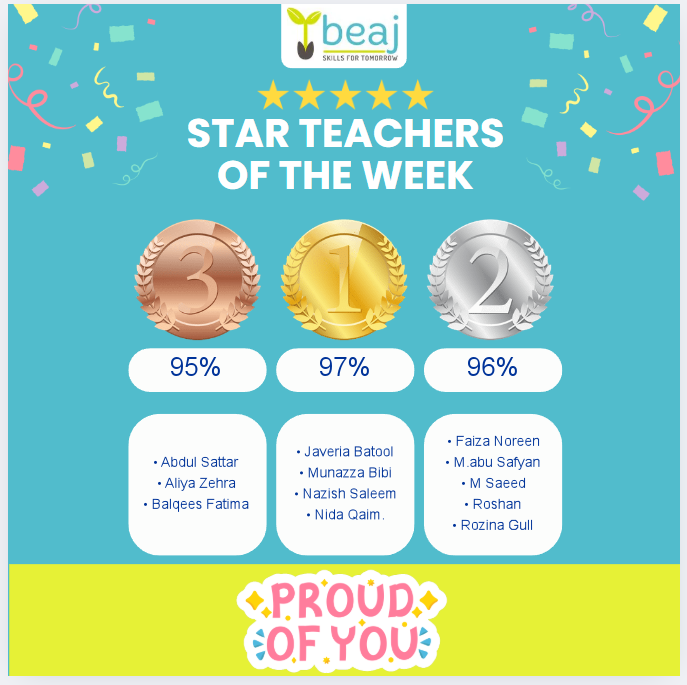 beaj
SKILLS FOR TOMORROW
STAR TEACHERS
OF THE WEEK
3
1
2
95%
97%
96%
• Abdul Sattar
• Aliya Zehra
• Balqees Fatima
• Javeria Batool
• Munazza Bibi
• Nazish Saleem
• Nida Qaim.
• Faiza Noreen
• M.abu Safyan
• M Saeed
• Roshan
• Rozina Gull
PROUD
OF YOU